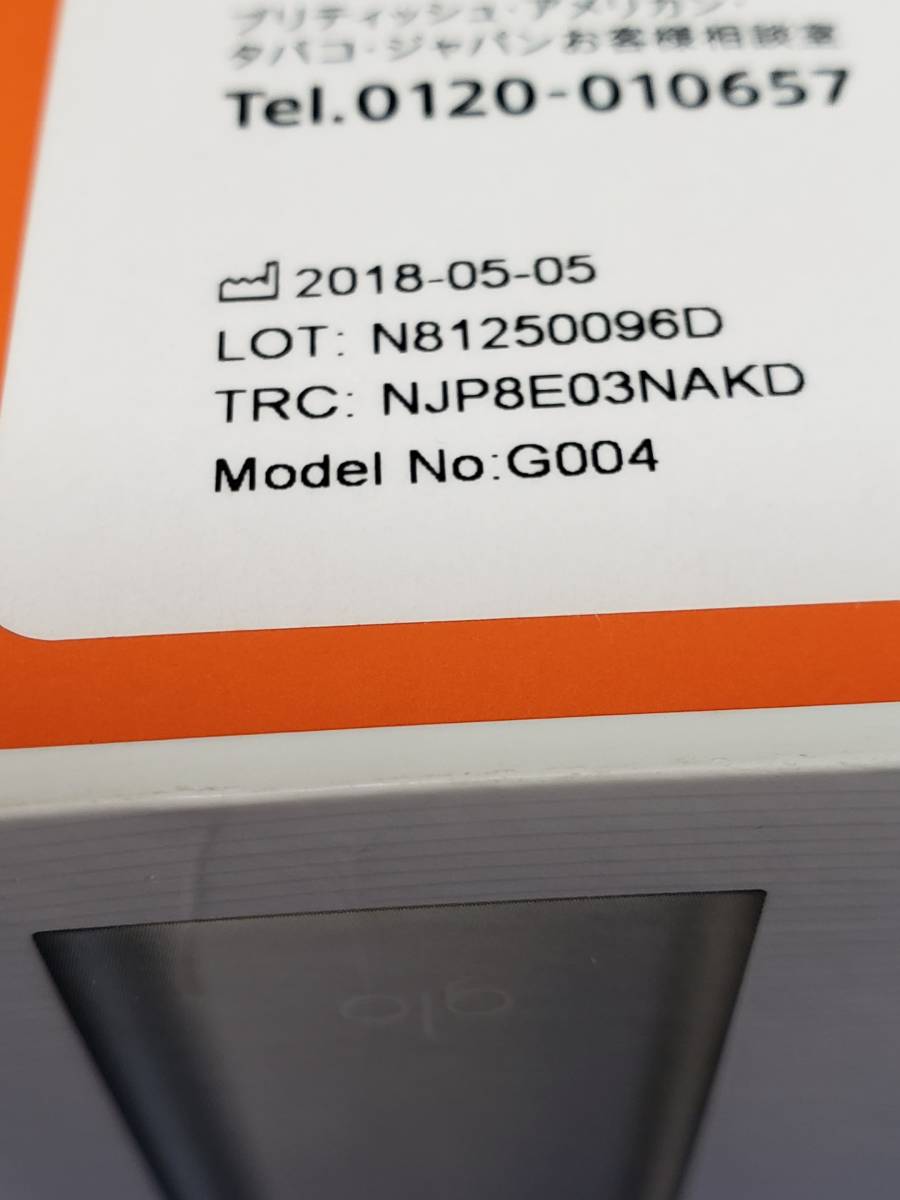 ブリティッシュ・アメリカン・
タバコ・ジャパンお客様相談室
Tel.0120-010657
2018-05-05
LOT: N81250096D
TRC: NJP8E03NAKD
Model No:G004
glo